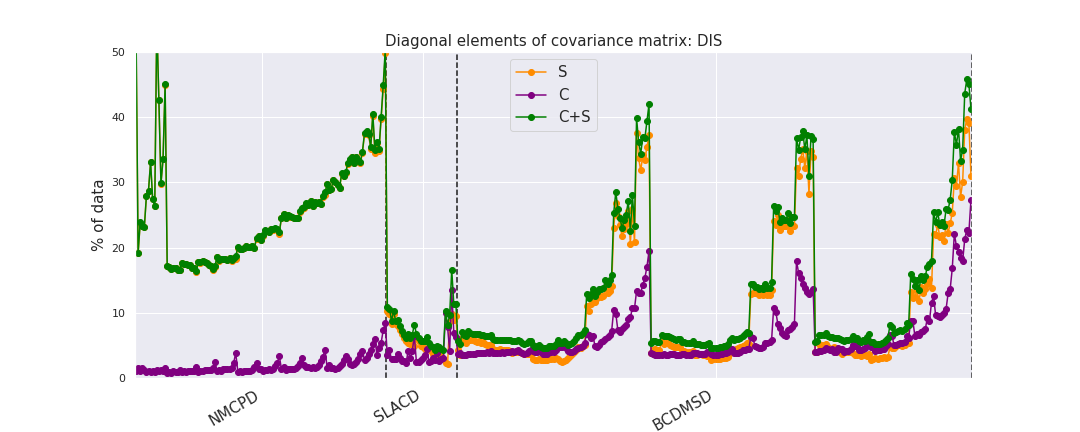 Diagonal elements of covariance matrix: DIS
50
40
30
20
10
0
% of data
S
C
C+S
NMCPD
SLACD
BCDMSD